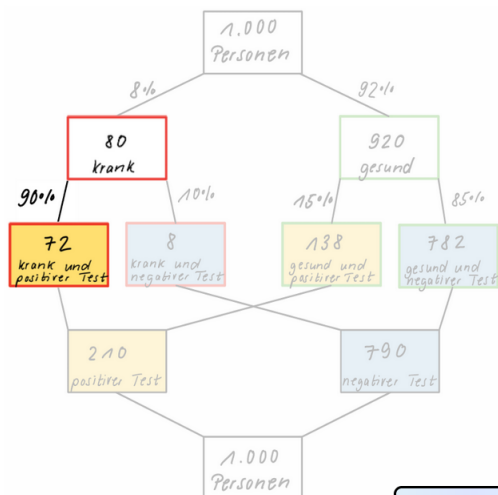 1.000
Personen
8%
92%
80
krank
920
gesund
90%
10%
15%
85%
72
krank und
positiver Test
8
krank und
negativer Test
138
gesund und
positiver Test
782
gesund und
negativer Test
210
positiver Test
790
negativer Test
1.000
Personen